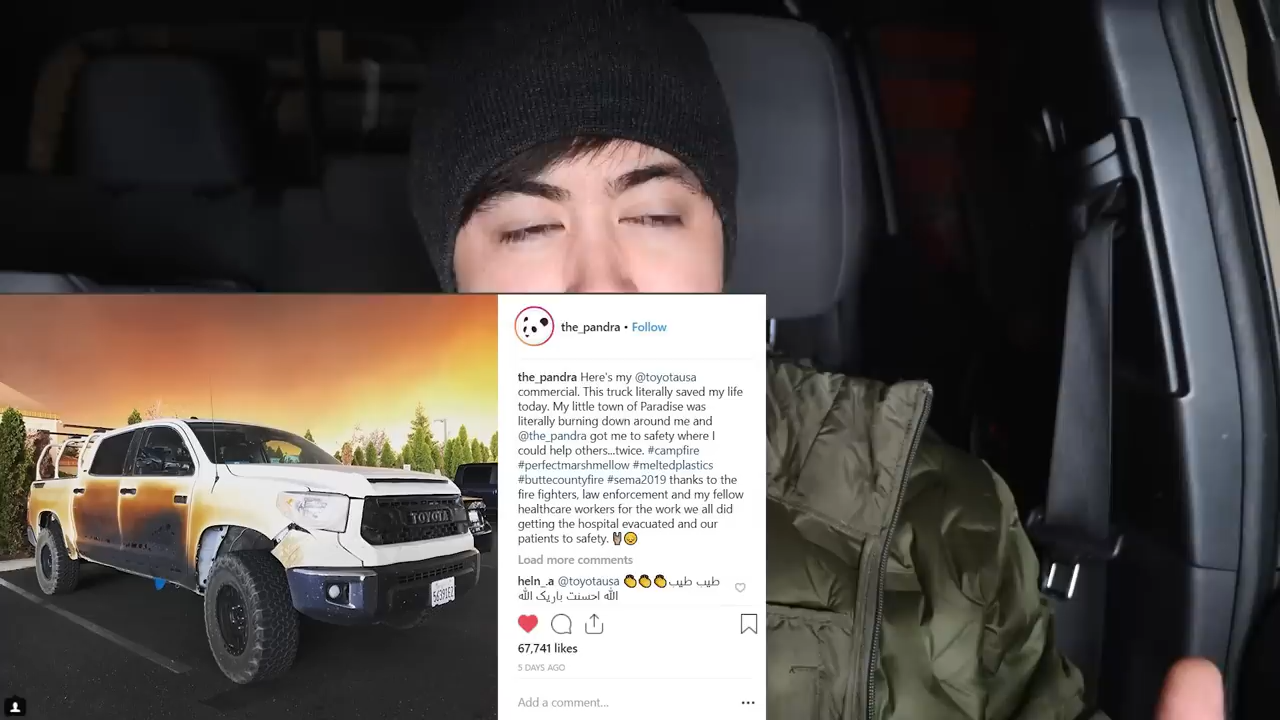 the_pandra • Follow
the_pandra Here's my @toyotausa
commercial. This truck literally saved my life
today. My little town of Paradise was
literally burning down around me and
@the_pandra got me to safety where I
could help others...twice. #campfire
#perfectmarshmellow #meltedplastics
#buttecountyfire #sema2019 thanks to the
fire fighters, law enforcement and my fellow
healthcare workers for the work we all did
getting the hospital evacuated and our
patients to safety. 🤘😊
Load more comments
heln_.a @toyotausa 👏👏👏طيب طيب
الله احسنت باريک الله
67,741 likes
5 DAYS AGO
Add a comment...
TOYOTA